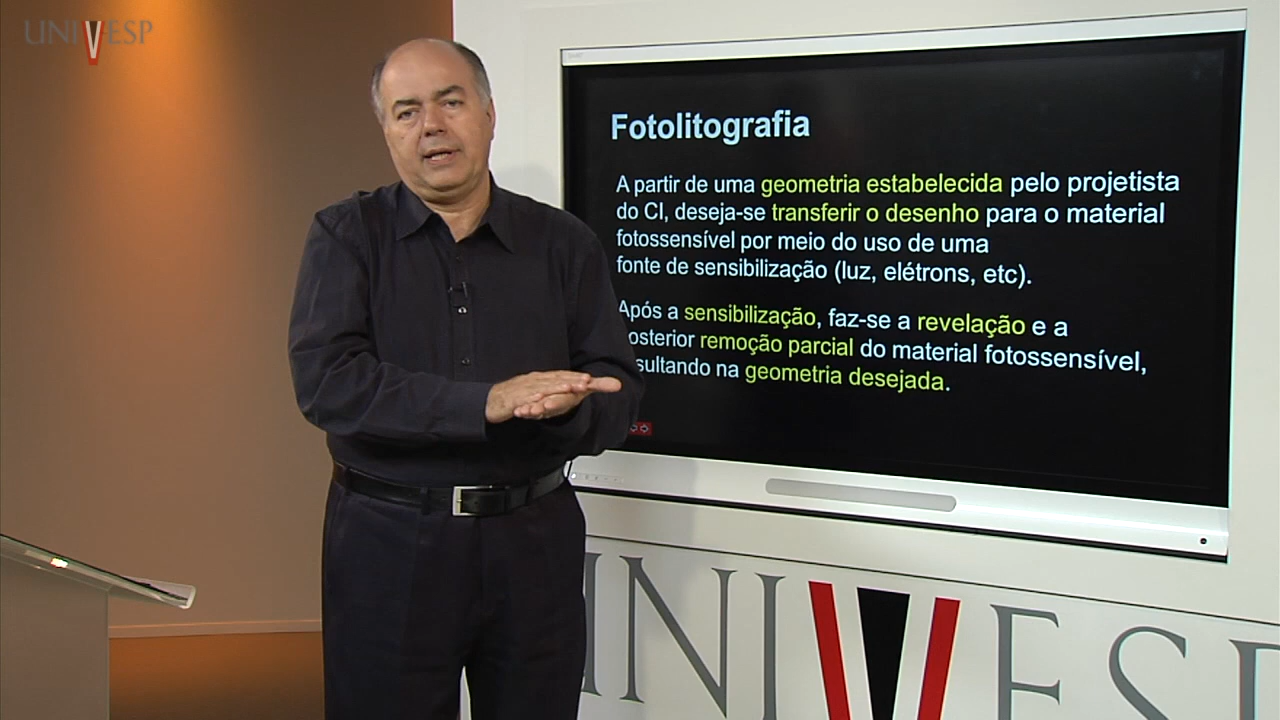 UNIVESP
Fotolitografia
A partir de uma geometria estabelecida pelo projetista
do CI, deseja-se transferir o desenho para o material
fotossensível por meio do uso de uma
fonte de sensibilização (luz, elétrons, etc).
Após a sensibilização, faz-se a revelação e a
osterior remoção parcial do material fotossensível,
sultando na geometria desejada.
UNIVESP